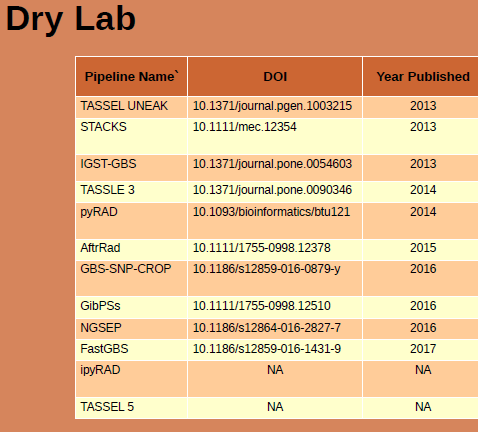 Dry Lab
Pipeline Name` DOI Year Published
TASSEL UNEAK 10.1371/journal.pgen.1003215 2013
STACKS 10.1111/mec.12354 2013
IGST-GBS 10.1371/journal.pone.0054603 2013
TASSLE 3 10.1371/journal.pone.0090346 2014
pyRAD 10.1093/bioinformatics/btu121 2014
AftrRad 10.1111/1755-0998.12378 2015
GBS-SNP-CROP 10.1186/s12859-016-0879-y 2016
GibPSs 10.1111/1755-0998.12510 2016
NGSEP 10.1186/s12864-016-2827-7 2016
FastGBS 10.1186/s12859-016-1431-9 2017
ipyRAD NA NA
TASSEL 5 NA NA